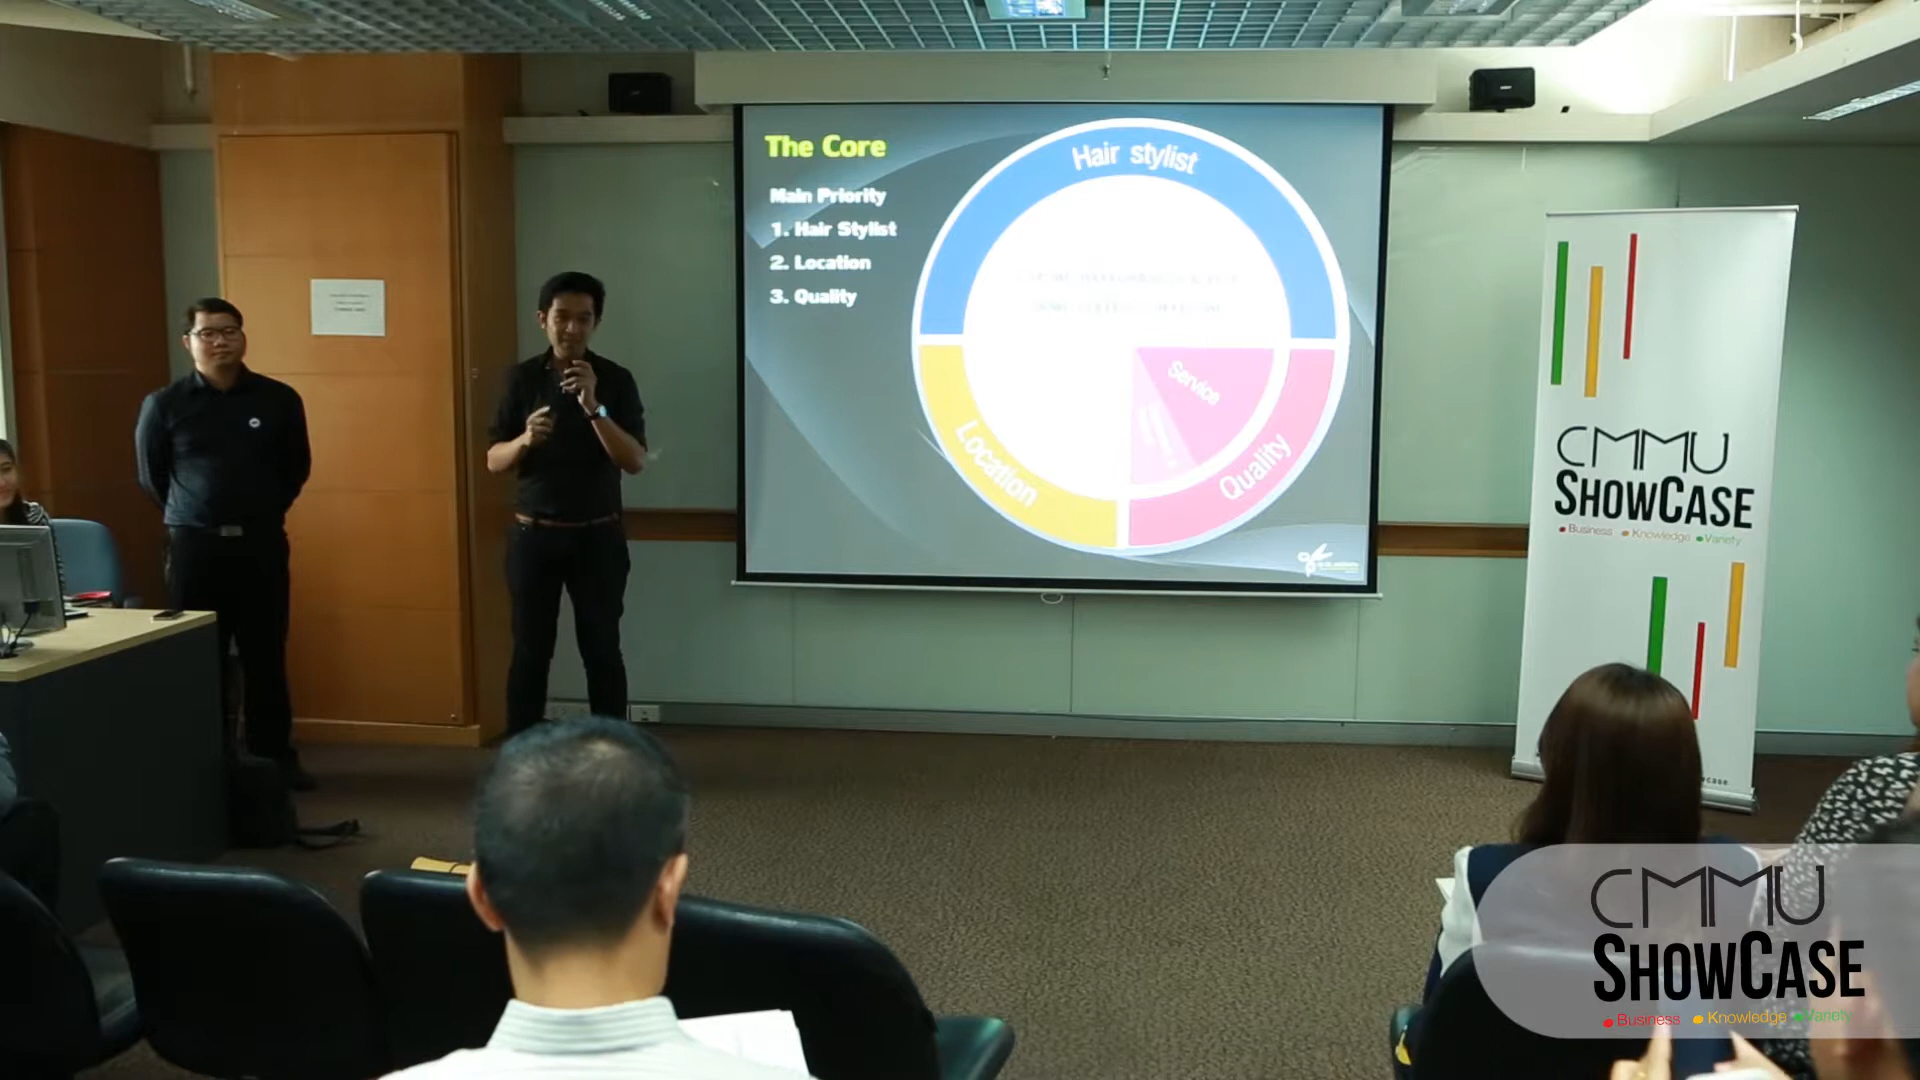 The Core
Main Priority
1. Hair Stylist
2. Location
3. Quality
Hair stylist
Service
Location
Quality
CMMU
SHOWCASE
Business Knowledge Variety
CMMU
SHOWCASE
Business Knowledge Variety